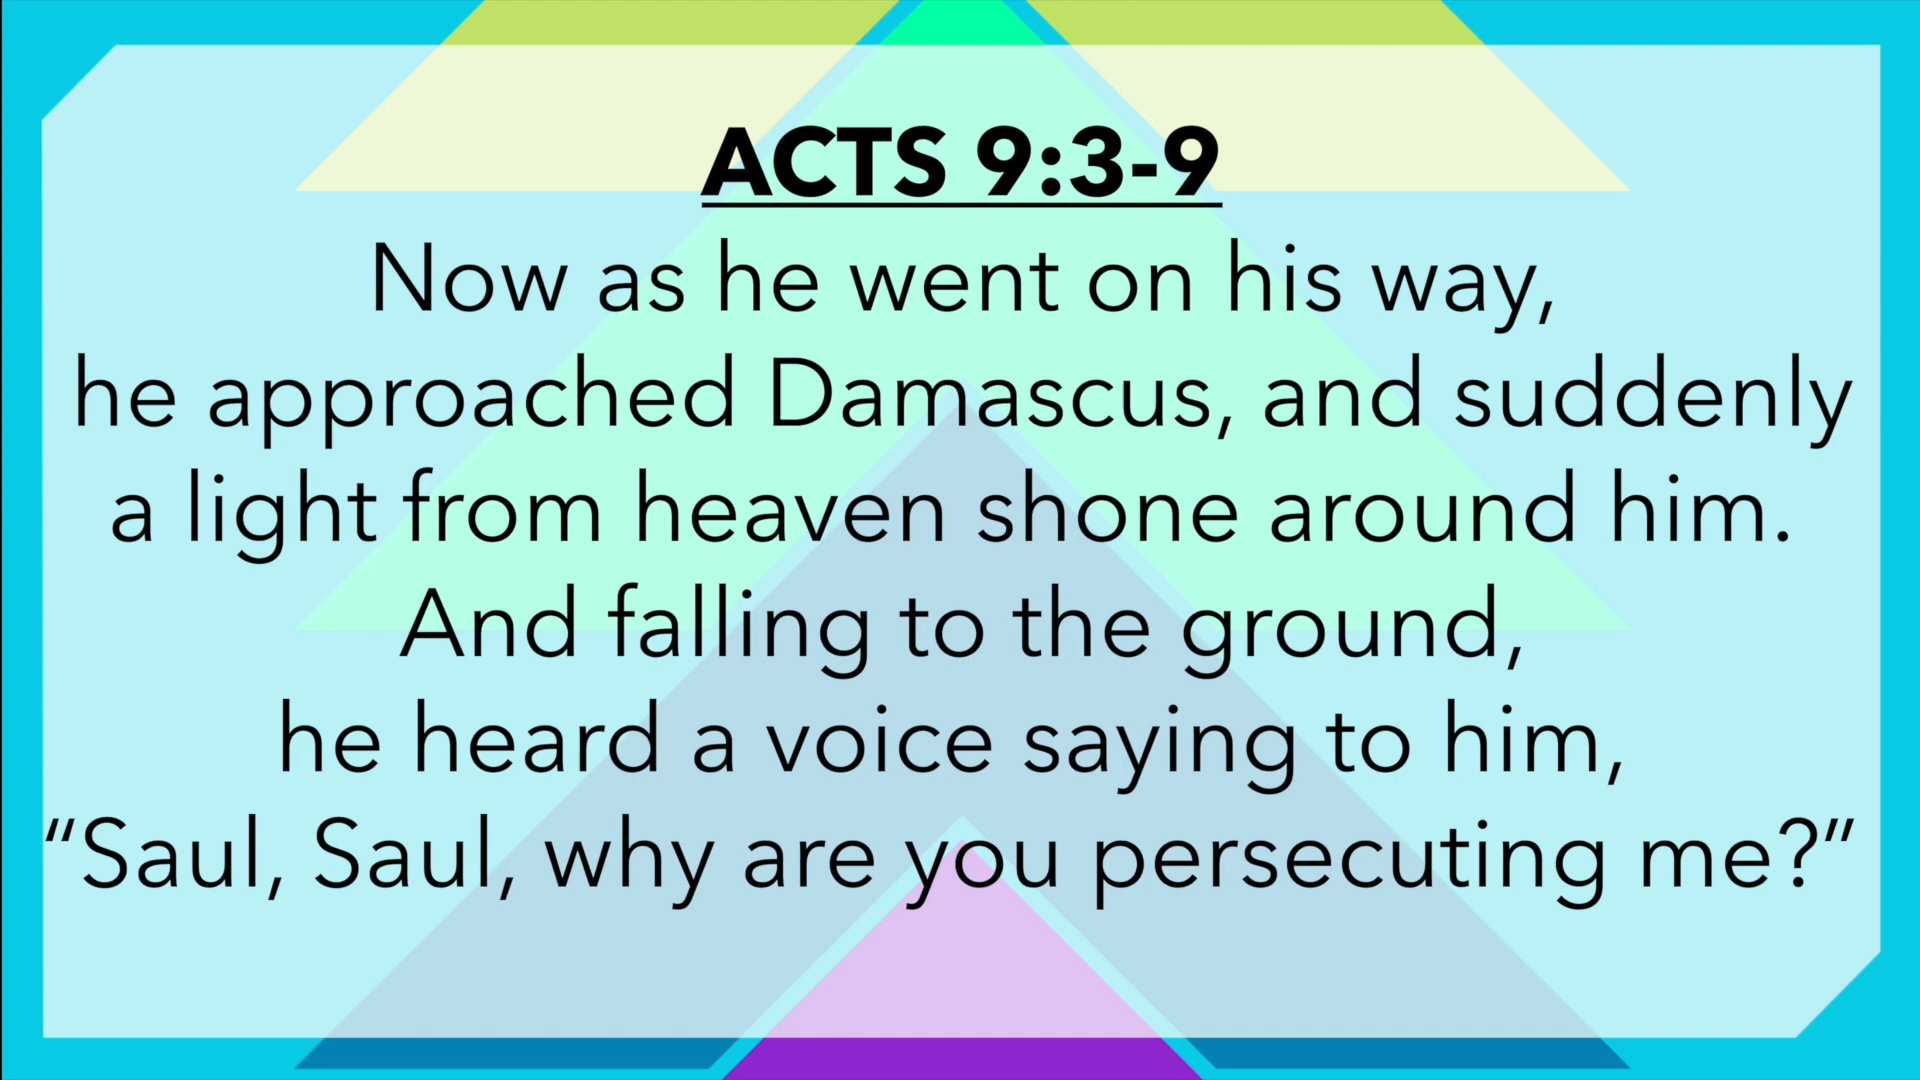 ACTS 9:3-9
Now as he went on his way,
he approached Damascus, and suddenly
a light from heaven shone around him.
And falling to the ground,
he heard a voice saying to him,
“Saul, Saul, why are you persecuting me?”